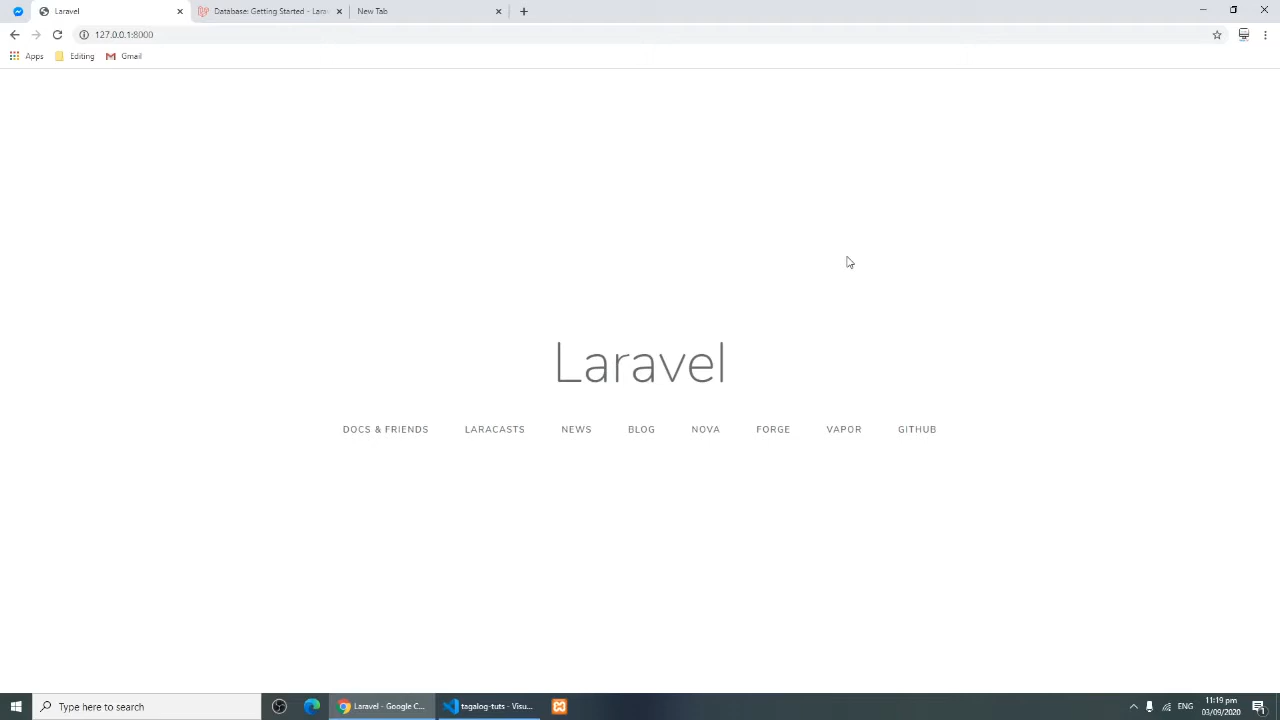 Laravel
Database: Getting Started - Lara
New Tab
127.0.0.1:8000
Apps
Editing
Gmail
Laravel
DOCS & FRIENDS LARACASTS NEWS BLOG NOVA FORGE VAPOR GITHUB
Type here to search
Laravel - Google C...
tagalog-tuts - Visu...
ENG
11:19 pm
03/09/2020
1